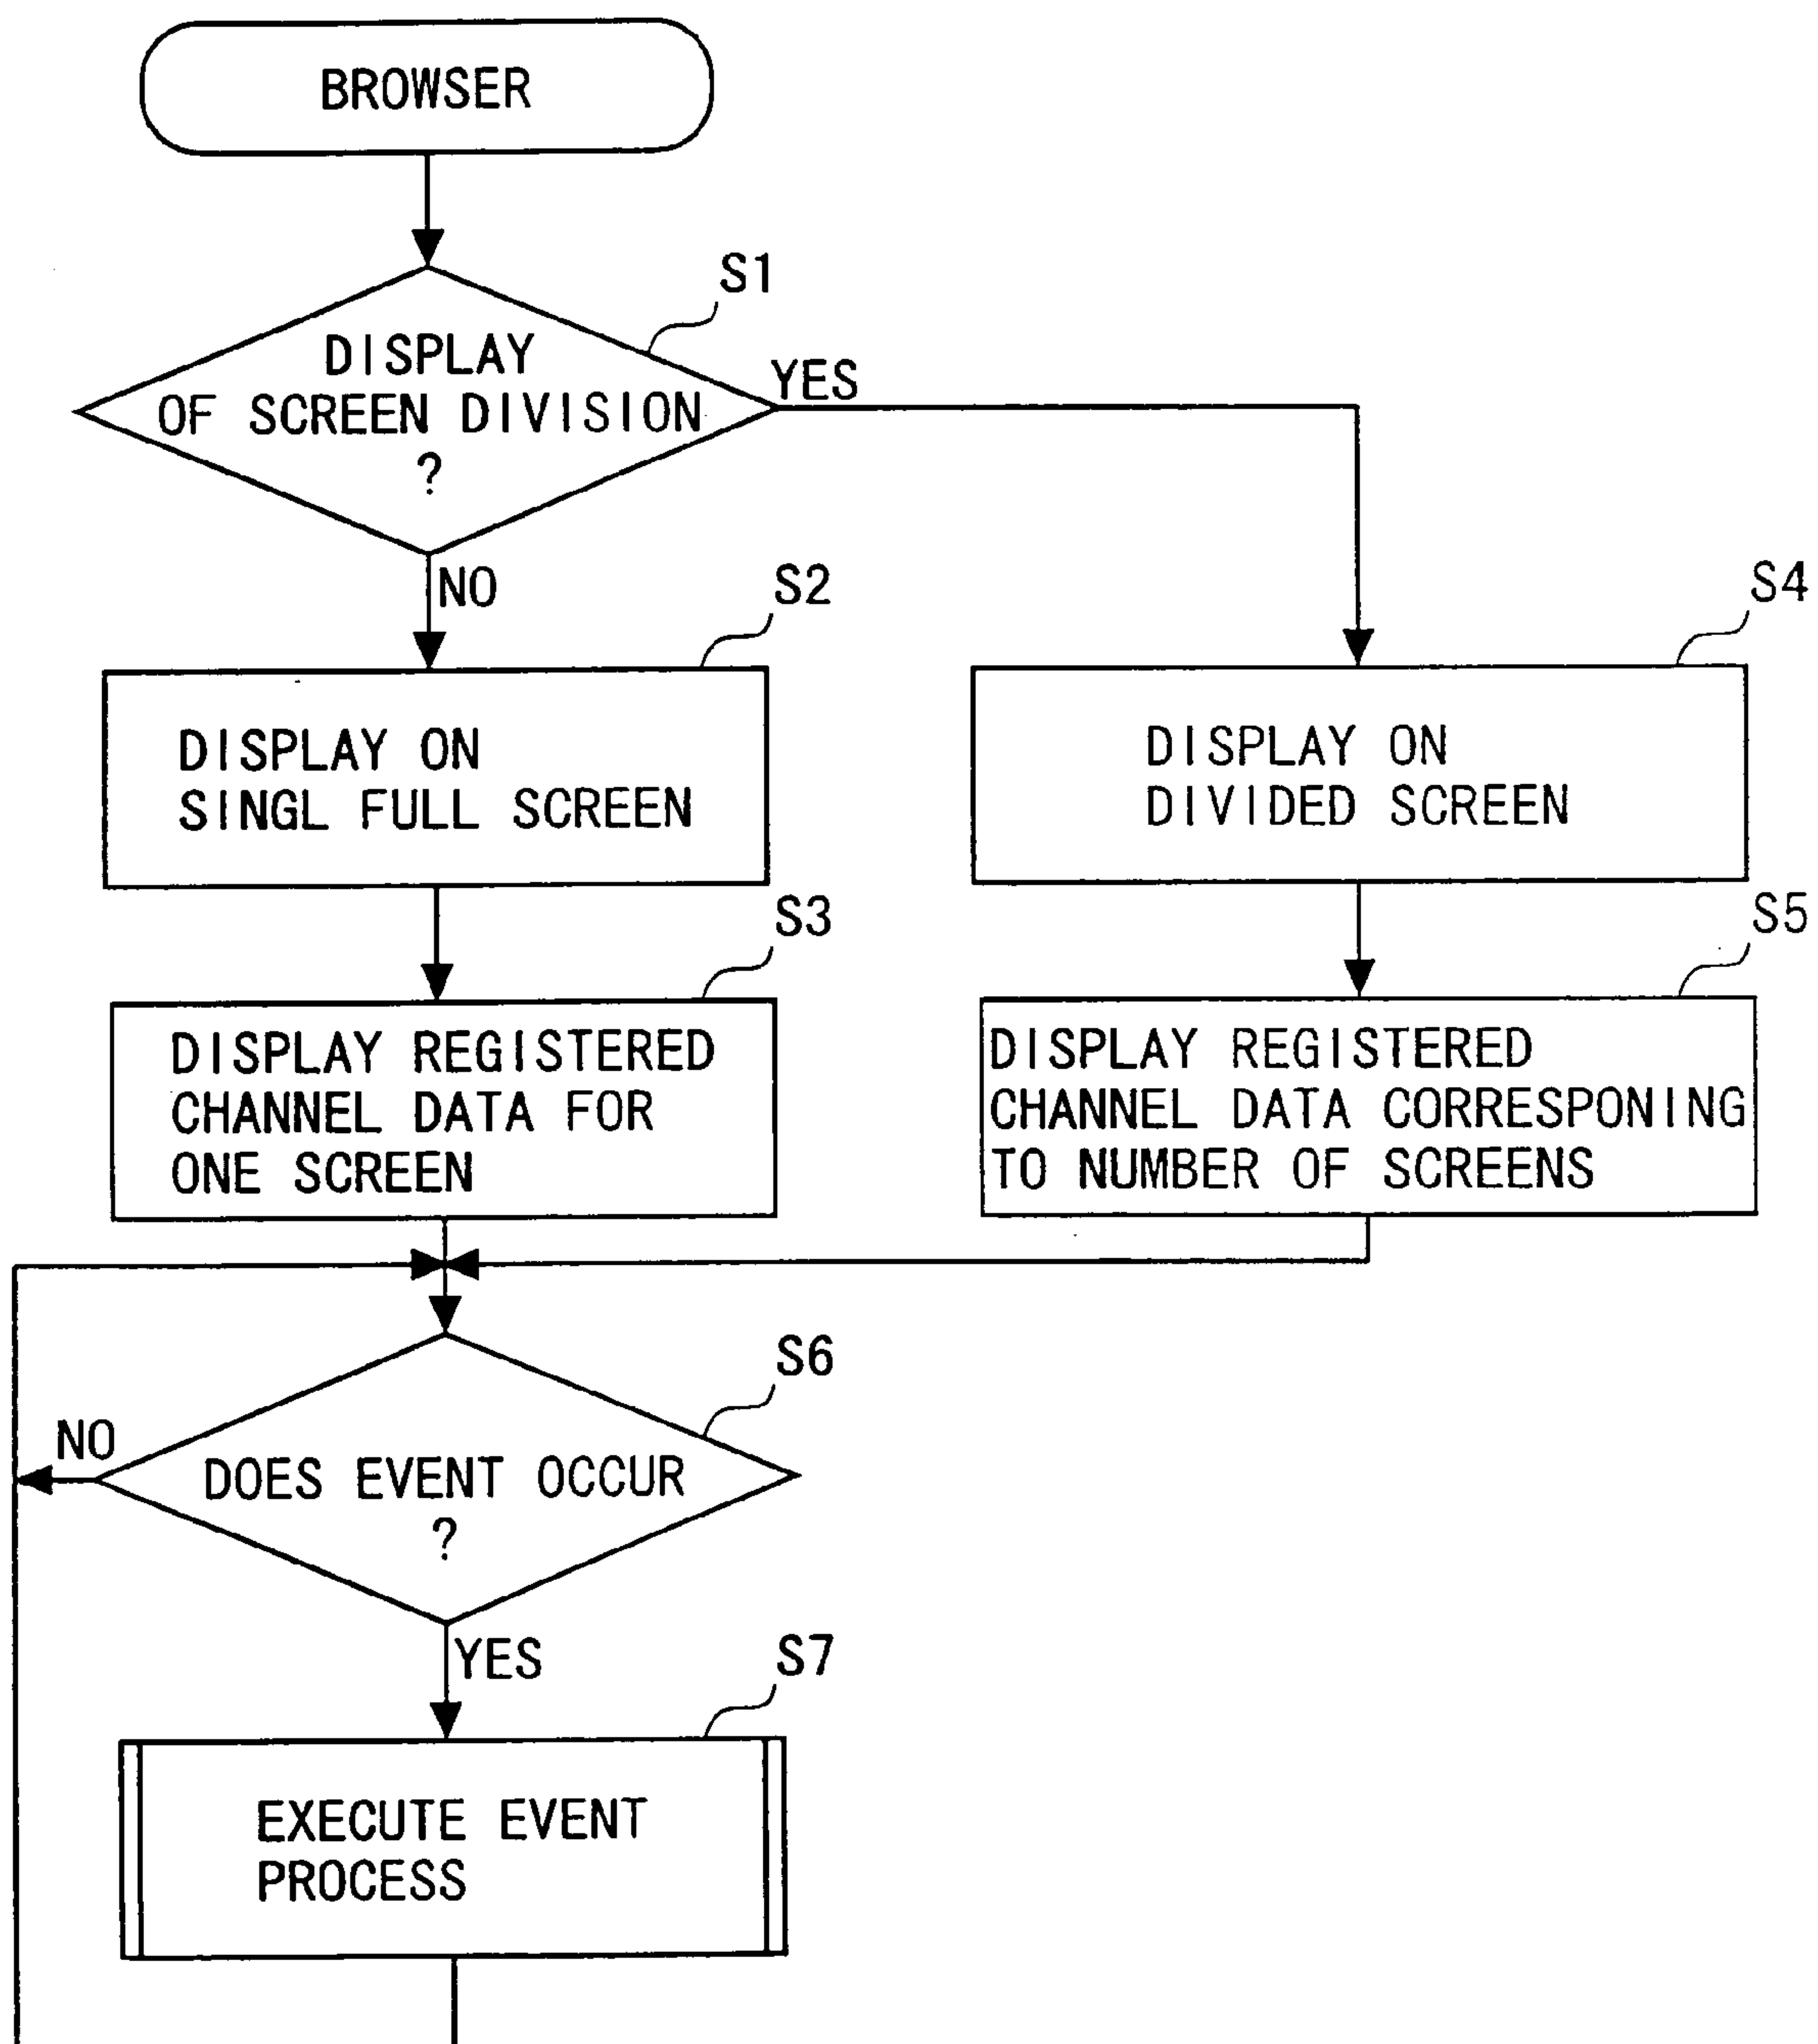 BROWSER
S1
DISPLAY
OF SCREEN DIVISION
?
YES
NO
S2
DISPLAY ON
SINGL FULL SCREEN
S4
DISPLAY ON
DIVIDED SCREEN
S3
DISPLAY REGISTERED
CHANNEL DATA FOR
ONE SCREEN
S5
DISPLAY REGISTERED
CHANNEL DATA CORRESPONING
TO NUMBER OF SCREENS
S6
NO
DOES EVENT OCCUR
?
YES
S7
EXECUTE EVENT
PROCESS